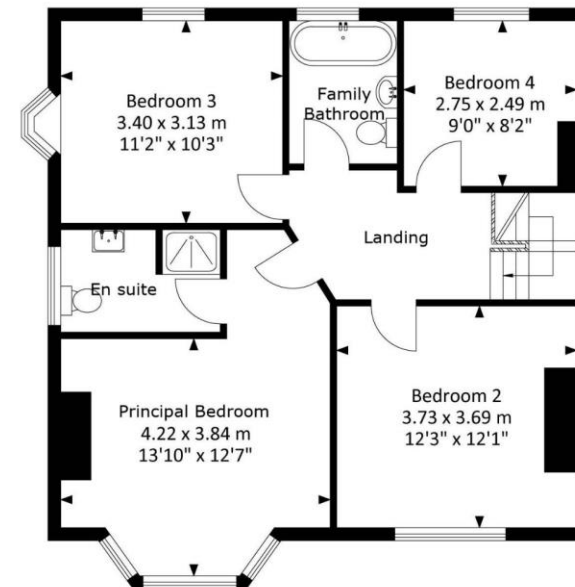 Bedroom 3
3.40 x 3.13 m
11'2" x 10'3"
Family
Bathroom
Bedroom 4
2.75 x 2.49 m
9'0" x 8'2"
Landing
En suite
Principal Bedroom
4.22 x 3.84 m
13'10" x 12'7"
Bedroom 2
3.73 x 3.69 m
12'3" x 12'1"